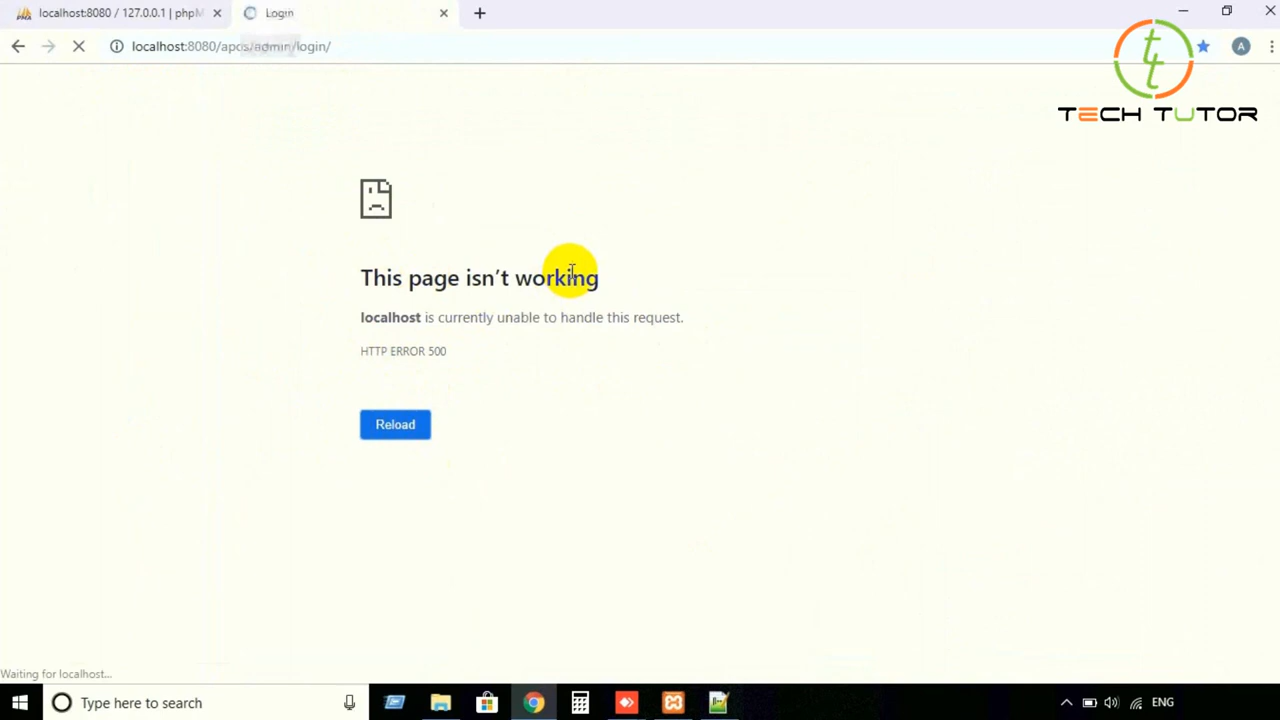 localhost:8080 / 127.0.0.1 | phpM
Login
localhost:8080/apos/admin/login/
A
TECH TUTOR
This page isn't working
localhost is currently unable to handle this request.
HTTP ERROR 500
Reload
Waiting for localhost...
Type here to search
ENG